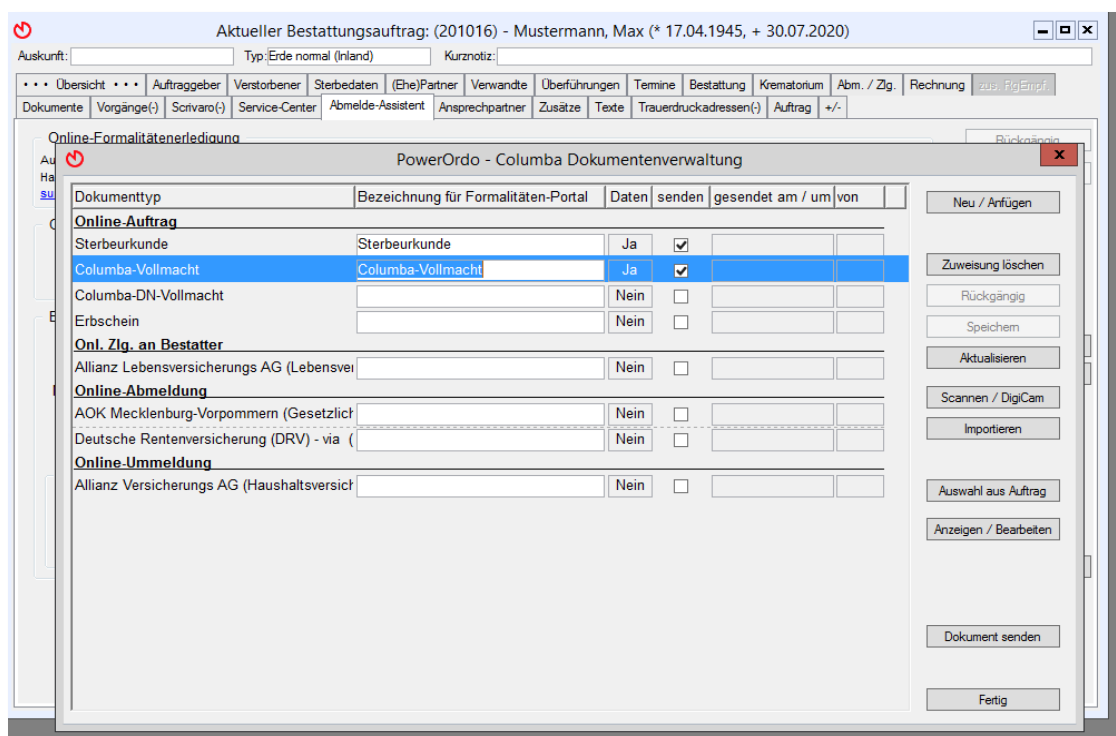 Aktueller Bestattungsauftrag: (201016) - Mustermann, Max (* 17.04.1945, + 30.07.2020)
Auskunft: Typ: Erde normal (Inland) Kurznotiz:
• • • Übersicht • • • Auftraggeber Verstorbener Sterbedaten (Ehe)Partner Verwandte Überführungen Termine Bestattung Krematorium Abm. / Zlg. Rechnung zus. RgEmpf.
Dokumente Vorgänge(-) Scrivaro(-) Service-Center Abmelde-Assistent Ansprechpartner Zusätze Texte Trauerdruckadressen(-) Auftrag +/-
Online-Formalitätenerledigung Rückgängig
Au
Ha
su
PowerOrdo - Columba Dokumentenverwaltung x
Dokumenttyp Bezeichnung für Formalitäten-Portal Daten senden gesendet am / um von
Neu / Anfügen
Online-Auftrag
Sterbeurkunde Sterbeurkunde Ja
Columba-Vollmacht Columba-Vollmacht Ja Zuweisung löschen
Columba-DN-Vollmacht Nein Rückgängig
Erbschein Nein Speichern
Onl. Zlg. an Bestatter
Allianz Lebensversicherungs AG (Lebensver Nein Aktualisieren
Online-Abmeldung
Scannen / DigiCam
AOK Mecklenburg-Vorpommern (Gesetzlich Nein
Importieren
Deutsche Rentenversicherung (DRV) - via ( Nein
Online-Ummeldung
Allianz Versicherungs AG (Haushaltsversich Nein Auswahl aus Auftrag
Anzeigen / Bearbeiten
Dokument senden
Fertig